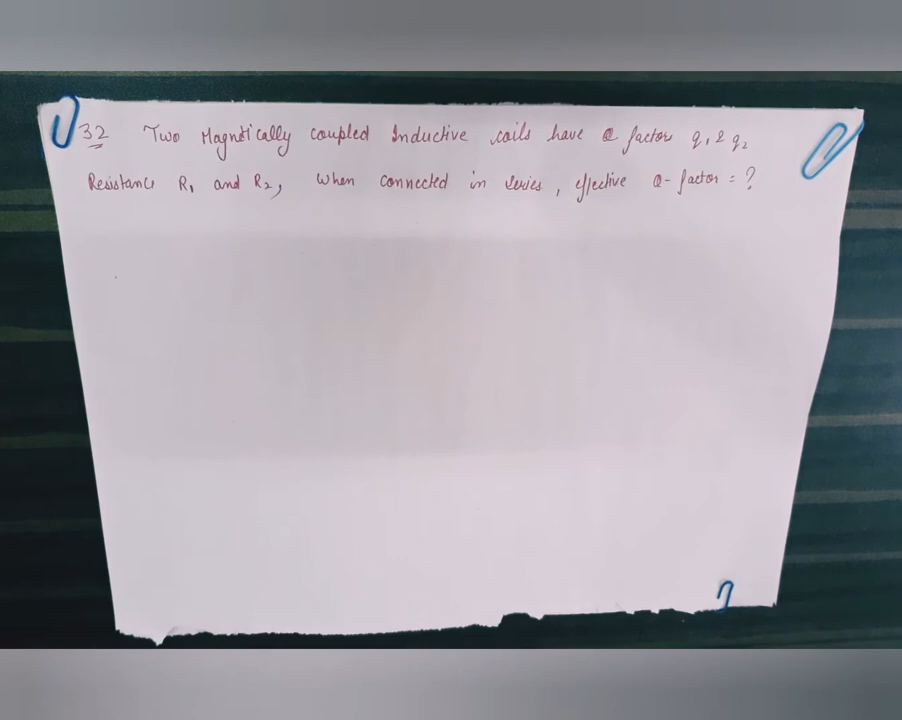 32 Two Magnetically coupled Inductive coils have Q factor q1 & q2
Resistance R1 and R2, when connected in series, effective Q-factor = ?